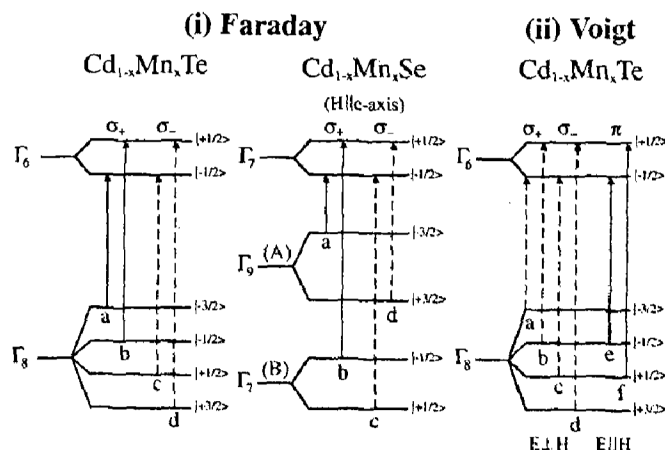 (i) Faraday (ii) Voigt
Cd₁₋ₓMnₓTe Cd₁₋ₓMnₓSe Cd₁₋ₓMnₓTe
(H||c-axis)
σ₊ σ₋ σ₊ σ₋ σ₊ σ₋ π
|+1/2> |+1/2> |+1/2>
Γ₆ Γ₇ Γ₆
|-1/2> |-1/2> |-1/2>
|-3/2>
a
Γ₉ (A)
|+3/2>
d
|-3/2> |-3/2>
a a
|-1/2> |-1/2> |-1/2>
b b b e
Γ₈ Γ₇ (B) Γ₈
|+1/2> |+1/2>
c c f
|+3/2> |+1/2> |+3/2>
d c d
E⊥H E||H